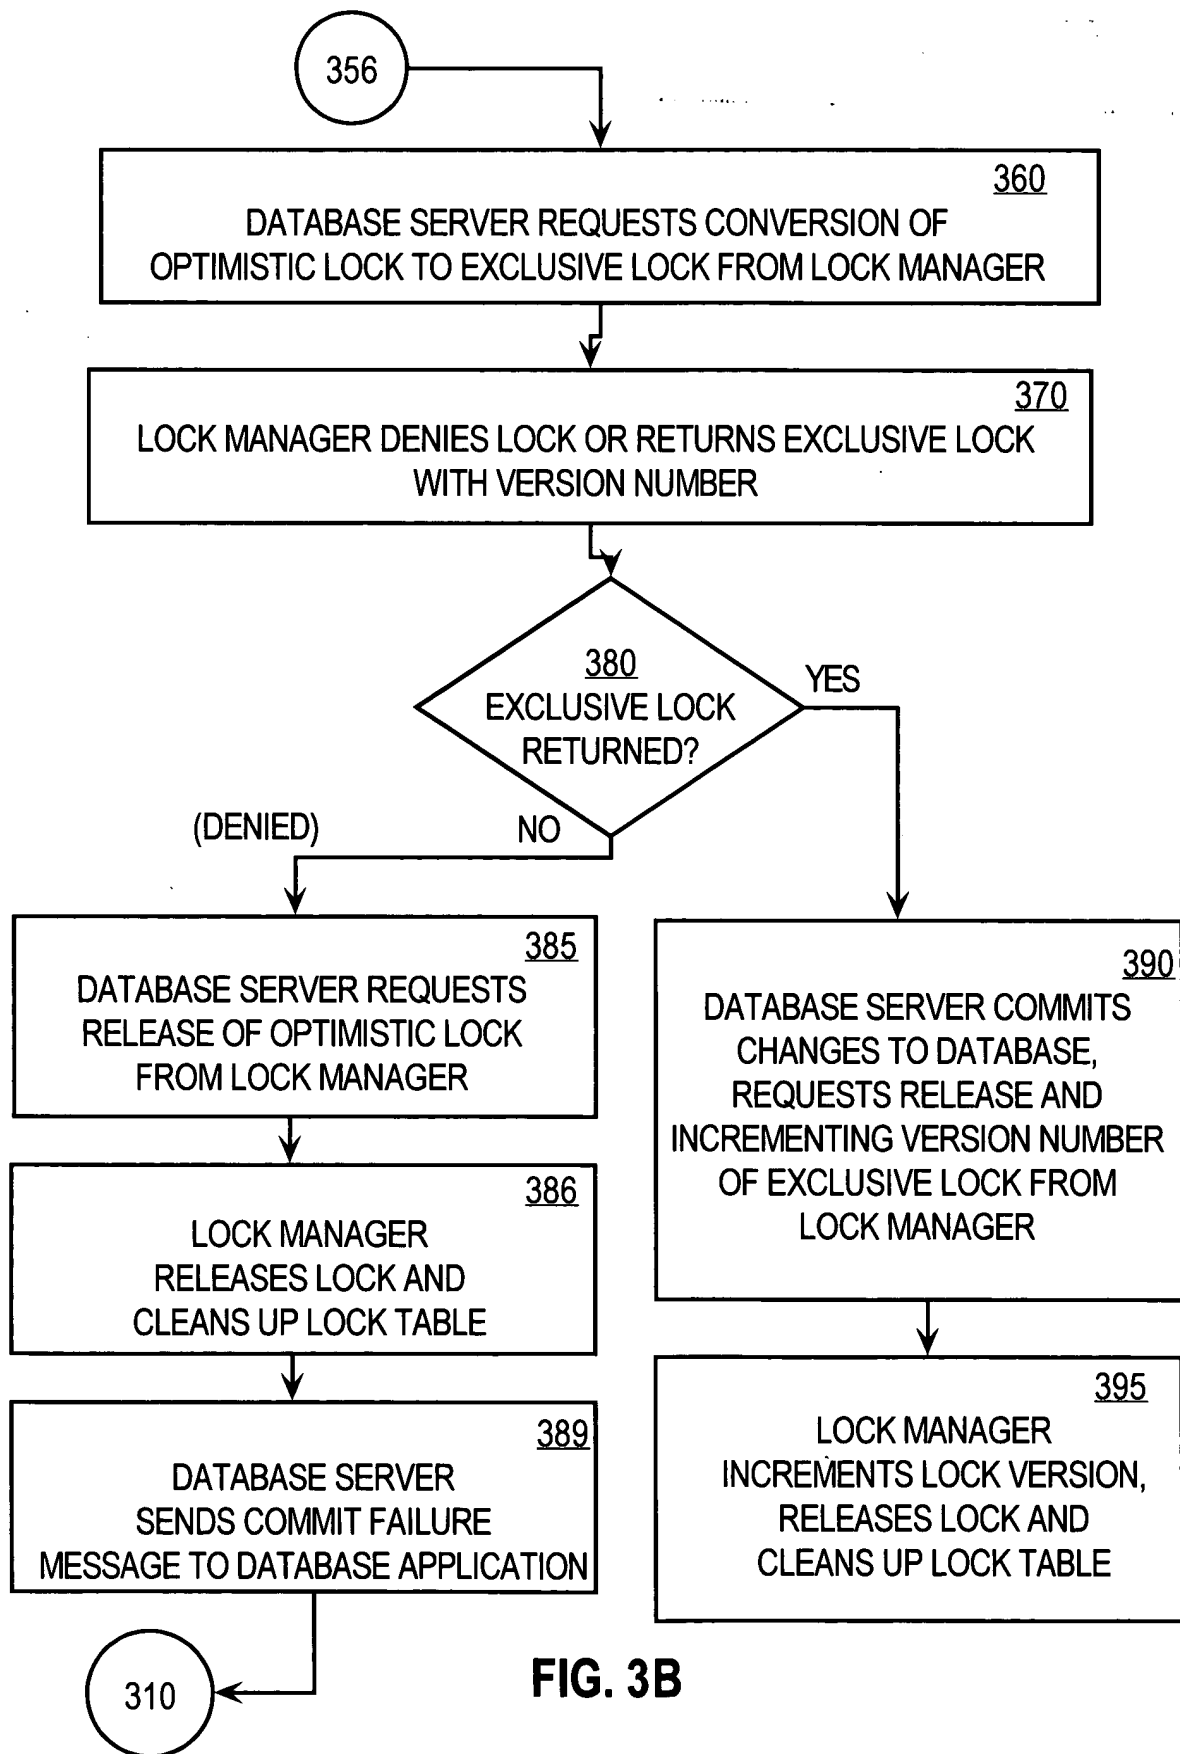 356
360
DATABASE SERVER REQUESTS CONVERSION OF
OPTIMISTIC LOCK TO EXCLUSIVE LOCK FROM LOCK MANAGER
370
LOCK MANAGER DENIES LOCK OR RETURNS EXCLUSIVE LOCK
WITH VERSION NUMBER
380
EXCLUSIVE LOCK
RETURNED?
YES
(DENIED) NO
385
DATABASE SERVER REQUESTS
RELEASE OF OPTIMISTIC LOCK
FROM LOCK MANAGER
386
LOCK MANAGER
RELEASES LOCK AND
CLEANS UP LOCK TABLE
389
DATABASE SERVER
SENDS COMMIT FAILURE
MESSAGE TO DATABASE APPLICATION
310
390
DATABASE SERVER COMMITS
CHANGES TO DATABASE,
REQUESTS RELEASE AND
INCREMENTING VERSION NUMBER
OF EXCLUSIVE LOCK FROM
LOCK MANAGER
395
LOCK MANAGER
INCREMENTS LOCK VERSION,
RELEASES LOCK AND
CLEANS UP LOCK TABLE
FIG. 3B